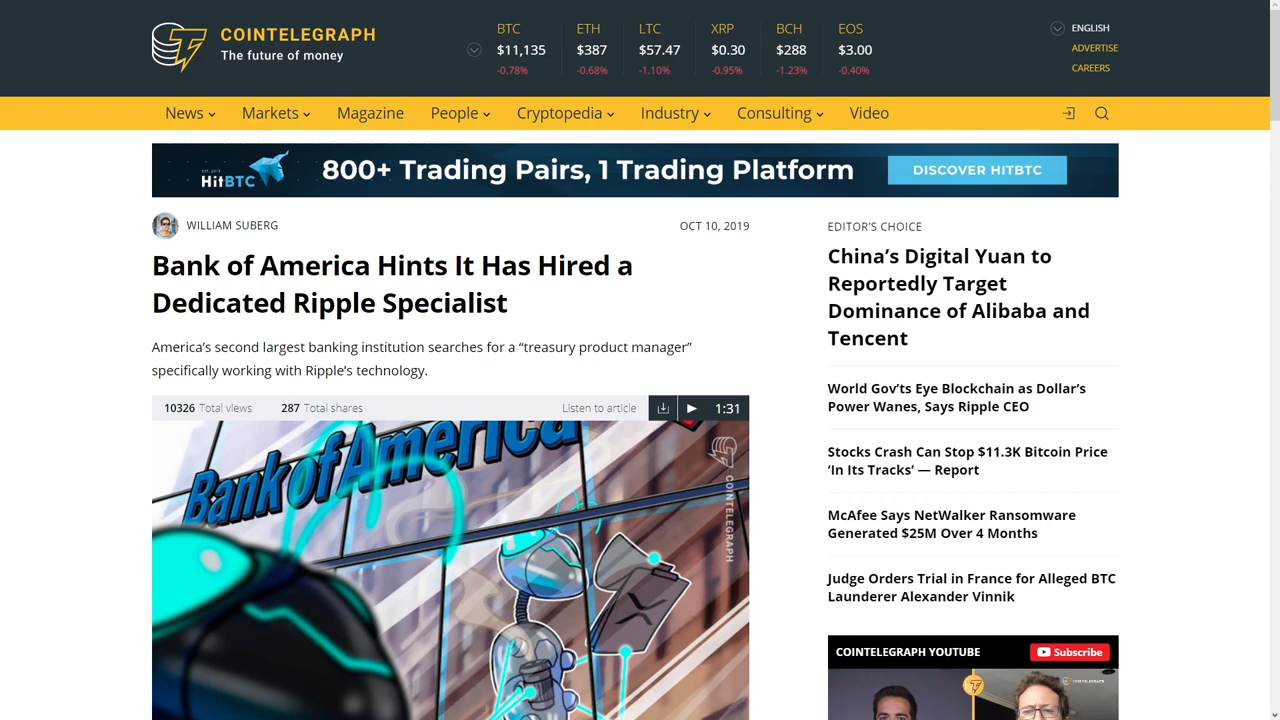 COINTELEGRAPH
The future of money
BTC
$11,135
-0.78%
ETH
$387
-0.68%
LTC
$57.47
-1.10%
XRP
$0.30
-0.95%
BCH
$288
-1.23%
EOS
$3.00
-0.40%
ENGLISH
ADVERTISE
CAREERS
News
Markets
Magazine
People
Cryptopedia
Industry
Consulting
Video
HitBTC
800+ Trading Pairs, 1 Trading Platform
DISCOVER HITBTC
WILLIAM SUBERG
OCT 10, 2019
Bank of America Hints It Has Hired a
Dedicated Ripple Specialist
America’s second largest banking institution searches for a “treasury product manager”
specifically working with Ripple’s technology.
10326 Total views
287 Total shares
Listen to article
1:31
Bank of America
COINTELEGRAPH
EDITOR’S CHOICE
China’s Digital Yuan to
Reportedly Target
Dominance of Alibaba and
Tencent
World Gov’ts Eye Blockchain as Dollar’s
Power Wanes, Says Ripple CEO
Stocks Crash Can Stop $11.3K Bitcoin Price
‘In Its Tracks’ — Report
McAfee Says NetWalker Ransomware
Generated $25M Over 4 Months
Judge Orders Trial in France for Alleged BTC
Launderer Alexander Vinnik
COINTELEGRAPH YOUTUBE
Subscribe
COINTELEGRAPH